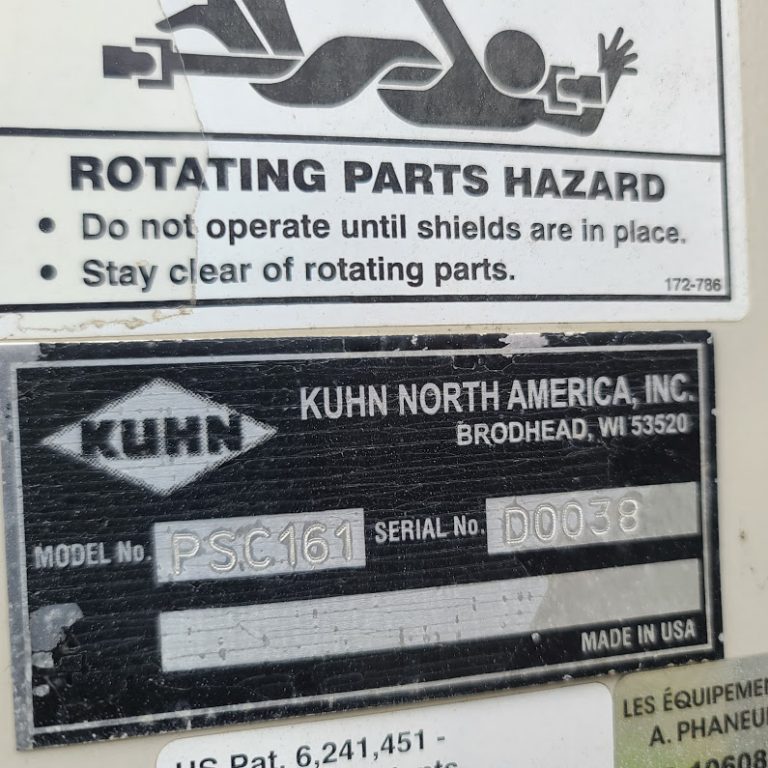 ROTATING PARTS HAZARD
• Do not operate until shields are in place.
• Stay clear of rotating parts.
172-786
KUHN
KUHN NORTH AMERICA, INC.
BRODHEAD, WI 53520
MODEL No. PSC161 SERIAL No. D0038
MADE IN USA
US Pat. 6,241,451 -
LES ÉQUIPEME
A. PHANEU
10608